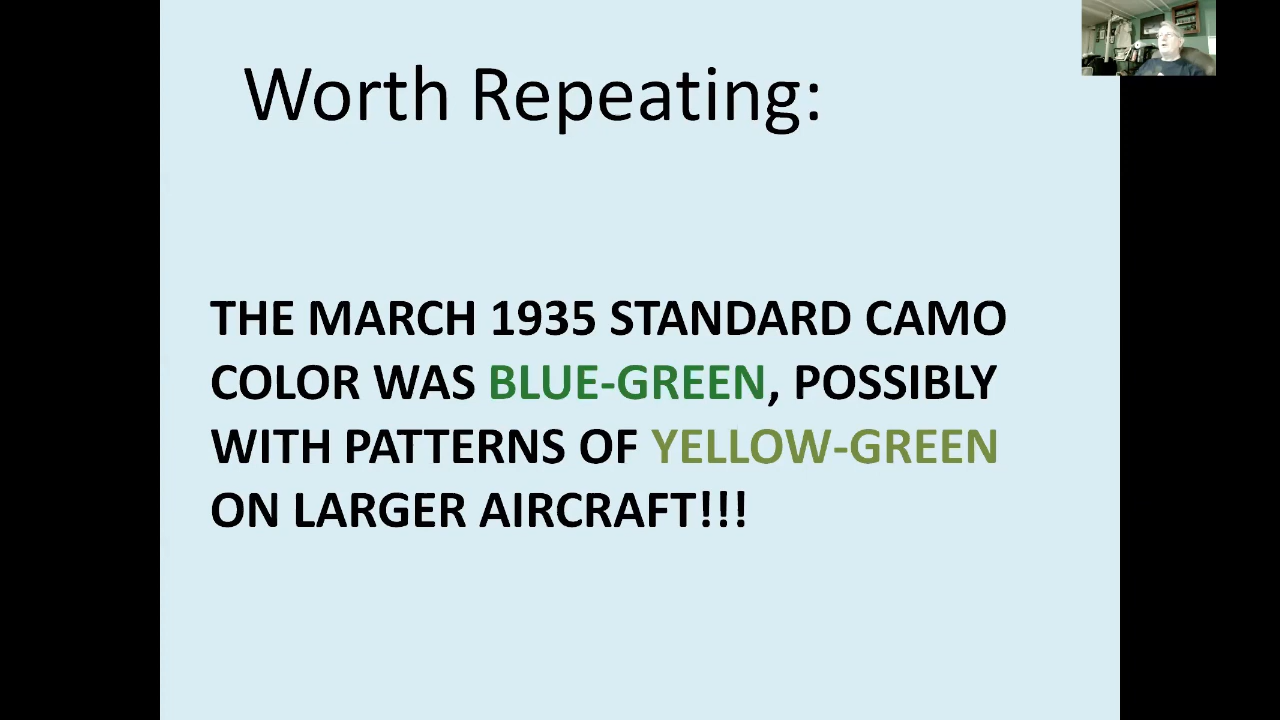 Worth Repeating:
THE MARCH 1935 STANDARD CAMO
COLOR WAS BLUE-GREEN, POSSIBLY
WITH PATTERNS OF YELLOW-GREEN
ON LARGER AIRCRAFT!!!